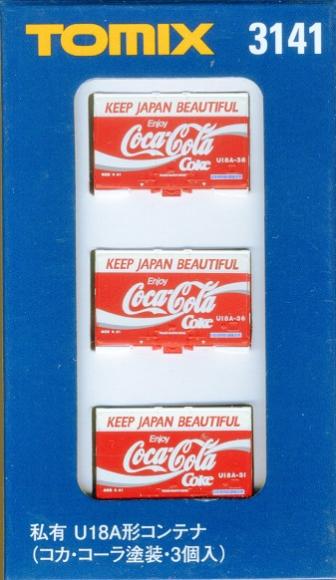 TOMIX 3141
KEEP JAPAN BEAUTIFUL
Enjoy
Coca-Cola
Coke U18A-36
KEEP JAPAN BEAUTIFUL
Enjoy
Coca-Cola
Coke U18A-36
KEEP JAPAN BEAUTIFUL
Enjoy
Coca-Cola
Coke U18A-31
私有 U18A形コンテナ
(コカ・コーラ塗装・3個入)